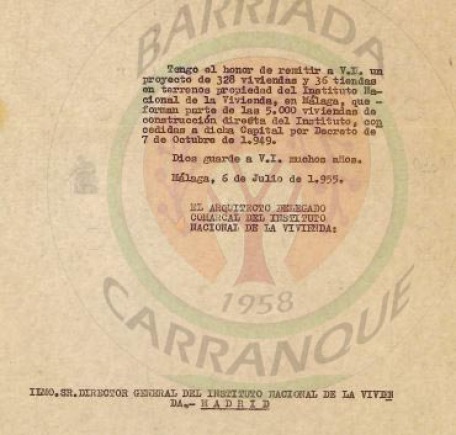 BARRIADA
Tengo el honor de remitir a V.I. un
proyecto de 328 viviendas y 36 tiendas
en terrenos propiedad del Instituto Na-
cional de la Vivienda, en Málaga, que -
forman parte de las 5.000 viviendas de
construcción directa del Instituto, con
cedidas a dicha Capital por Decreto de
7 de Octubre de 1.949.
Dios guarde a V.I. muchos años.
Málaga, 6 de Julio de 1.955.
EL ARQUITECTO DELEGADO
COMARCAL DEL INSTITUTO
NACIONAL DE LA VIVIENDA:
1958
CARRANQUE
ILMO.SR.DIRECTOR GENERAL DEL INSTITUTO NACIONAL DE LA VIVIEN
DA.- MADRID